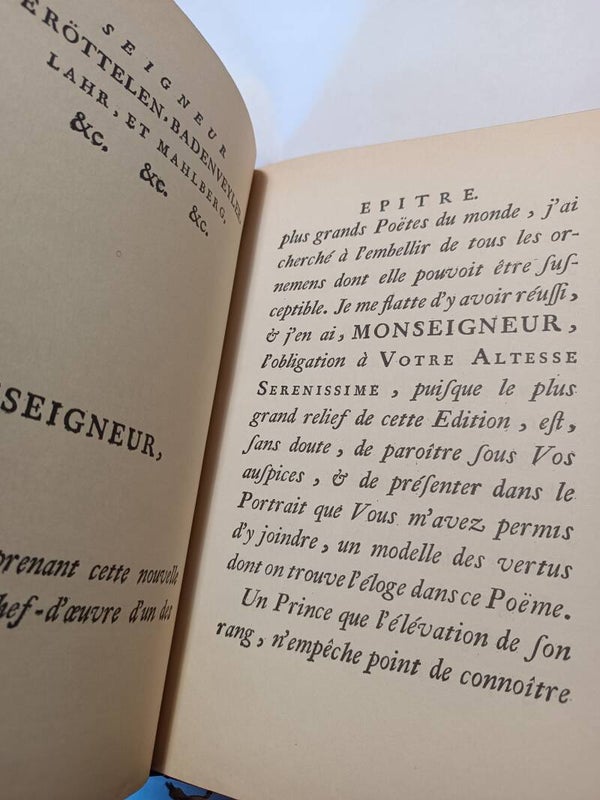 SEIGNEUR
E RÖTTELEN, BADENVEYLER,
LAHR, ET MAHLBERG,
&c. &c. &c.
SEIGNEUR,
prenant cette nouvelle
hef-d'œuvre d'un des
EPITRE.
plus grands Poëtes du monde, j'ai
cherché à l'embellir de tous les or-
nemens dont elle pouvoit être ſuſ-
ceptible. Je me flatte d'y avoir réuſſi,
& j'en ai, MONSEIGNEUR,
l'obligation à VOTRE ALTESSE
SERENISSIME, puiſque le plus
grand relief de cette Edition, eſt,
ſans doute, de paroître ſous Vos
auſpices, & de préſenter dans le
Portrait que Vous m'avez permis
d'y joindre, un modelle des vertus
dont on trouve l'éloge dans ce Poëme.
Un Prince que l'élévation de ſon
rang, n'empêche point de connoître